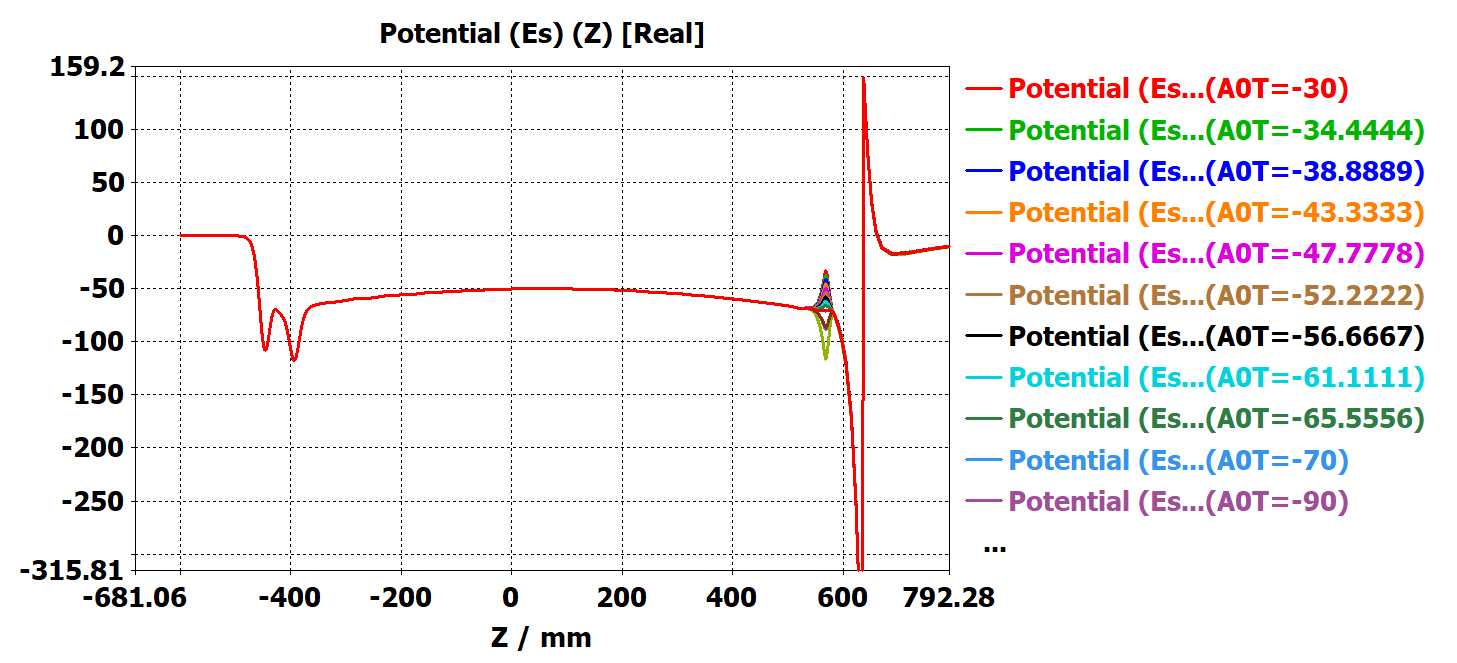 Potential (Es) (Z) [Real]
159.2
100
50
0
-50
-100
-150
-200
-250
-315.81
-681.06
-400
-200
0
200
400
600
792.28
Z / mm
Potential (Es...(A0T=-30)
Potential (Es...(A0T=-34.4444)
Potential (Es...(A0T=-38.8889)
Potential (Es...(A0T=-43.3333)
Potential (Es...(A0T=-47.7778)
Potential (Es...(A0T=-52.2222)
Potential (Es...(A0T=-56.6667)
Potential (Es...(A0T=-61.1111)
Potential (Es...(A0T=-65.5556)
Potential (Es...(A0T=-70)
Potential (Es...(A0T=-90)
...